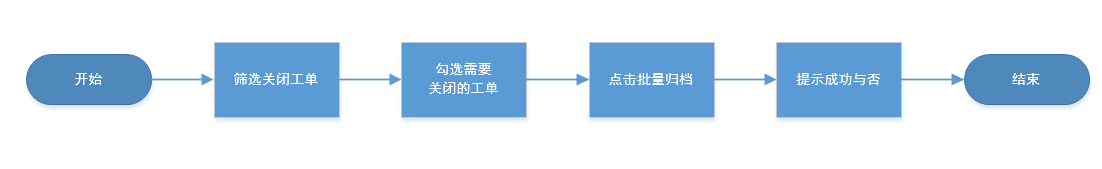 开始
筛选关闭工单
勾选需要
关闭的工单
点击批量归档
提示成功与否
结束